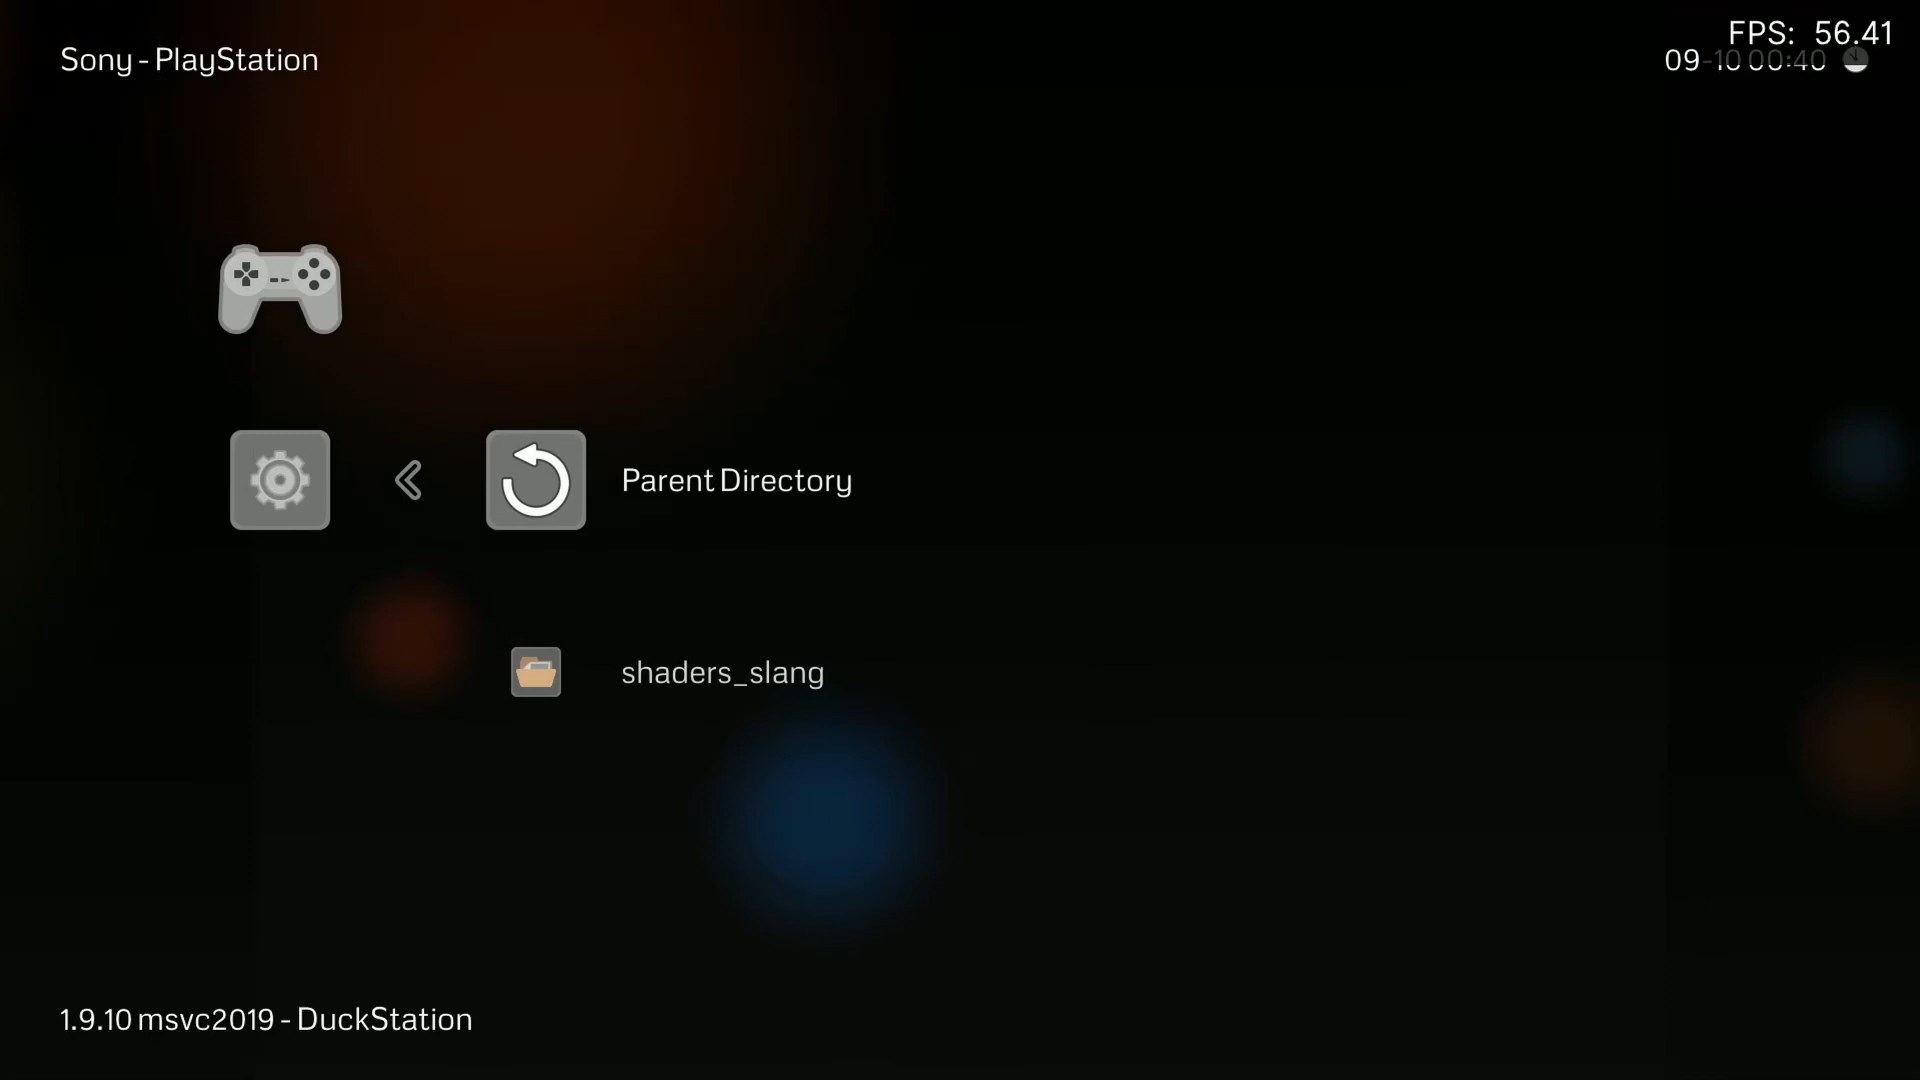 Sony - PlayStation
FPS: 56.41
09-10 00:40
Parent Directory
shaders_slang
1.9.10 msvc2019 - DuckStation